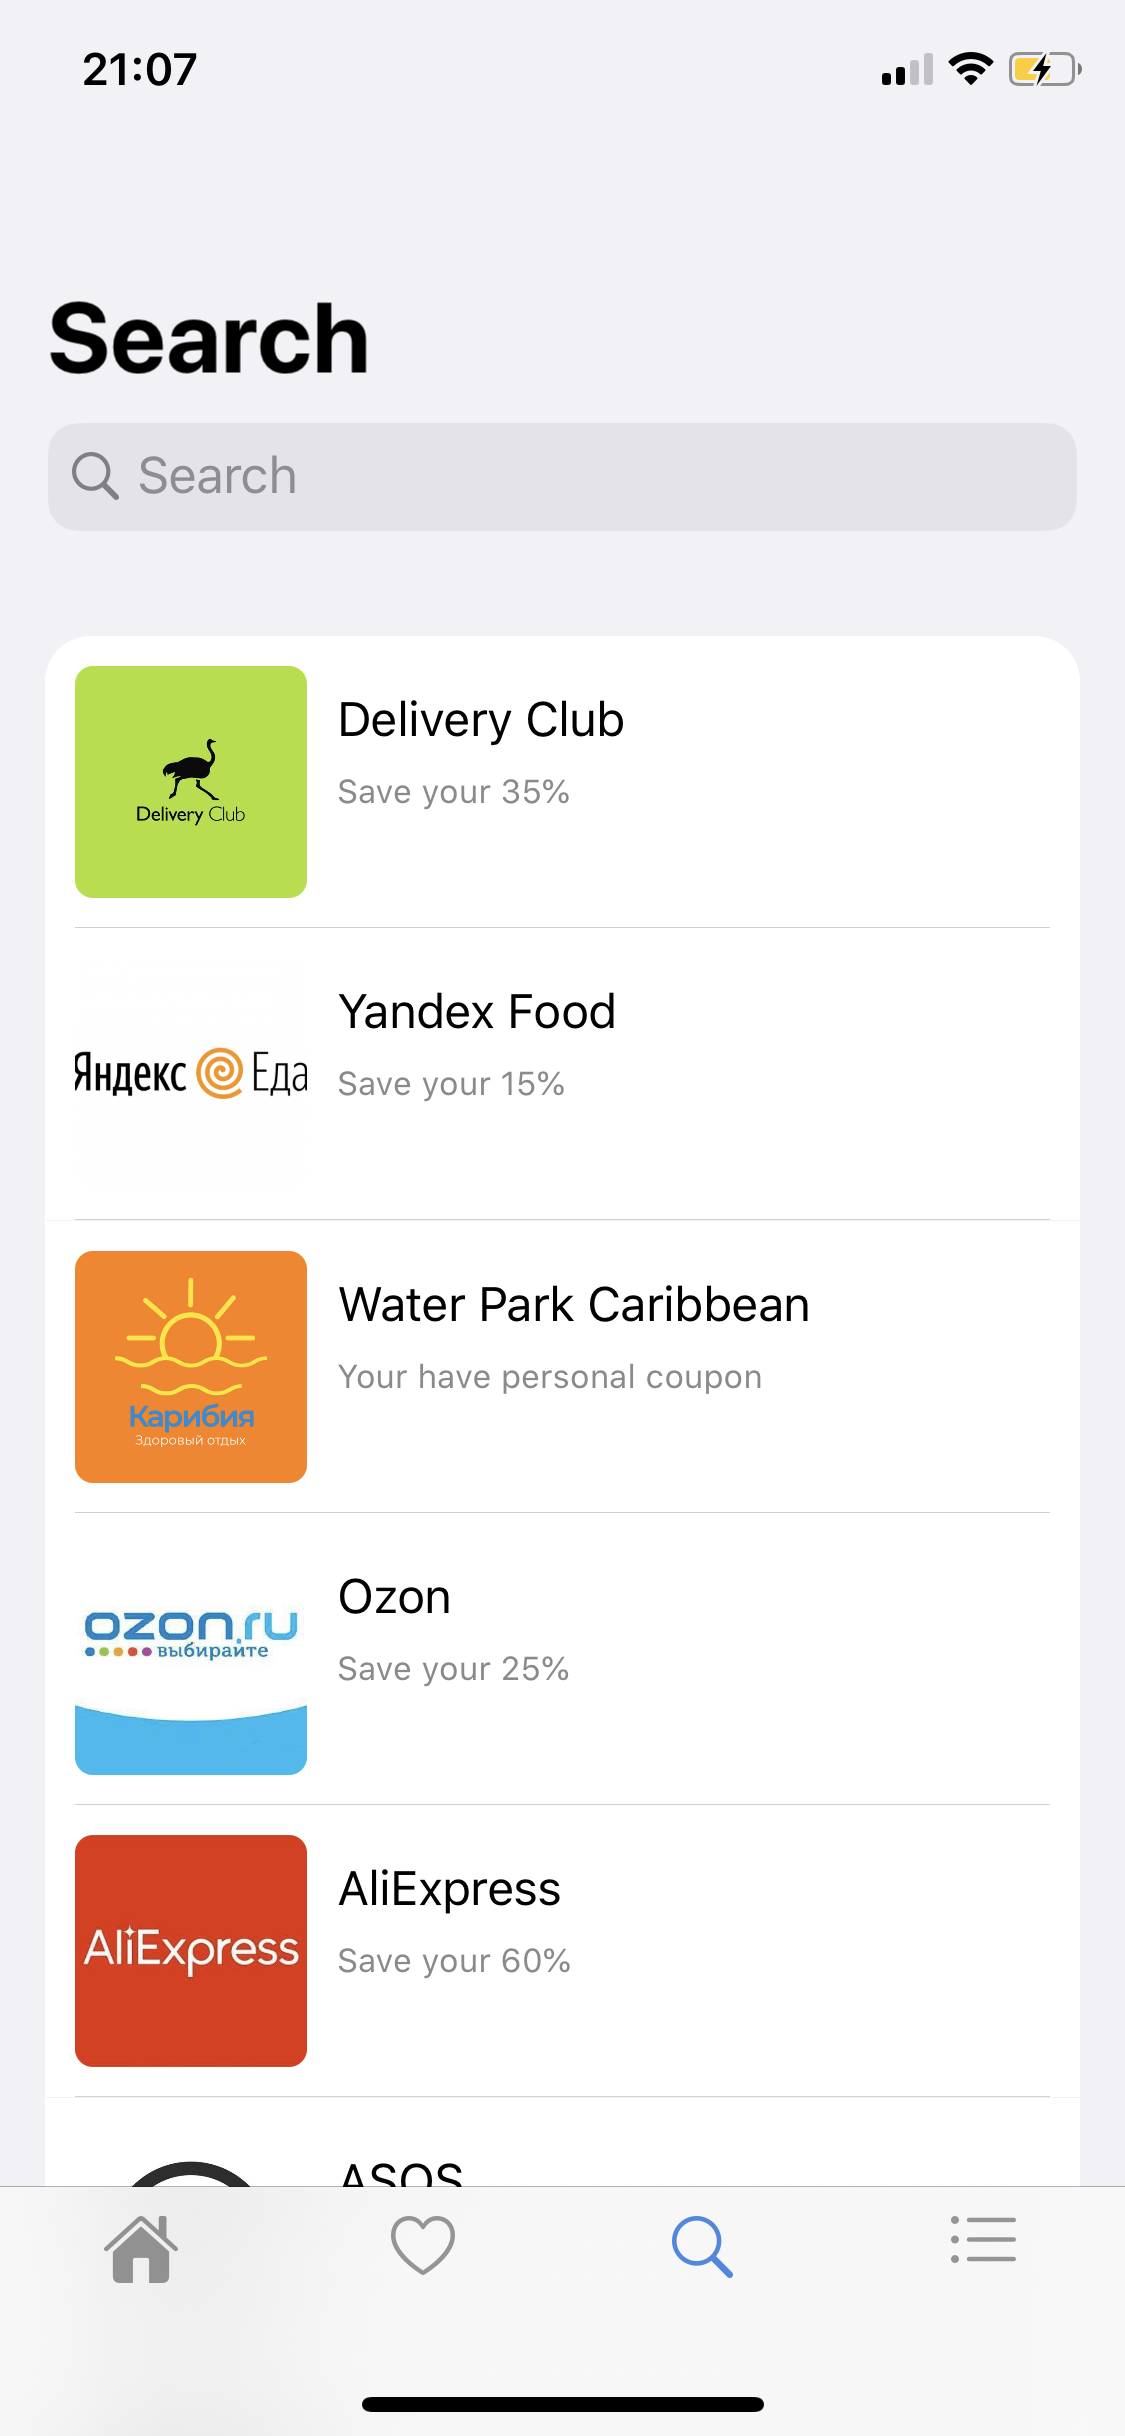 21:07
Search
Search
Delivery Club
Delivery Club
Save your 35%
Яндекс Еда
Yandex Food
Save your 15%
Карибия
Здоровый отдых
Water Park Caribbean
Your have personal coupon
ozon.ru
выбирайте
Ozon
Save your 25%
AliExpress
AliExpress
Save your 60%
ASOS